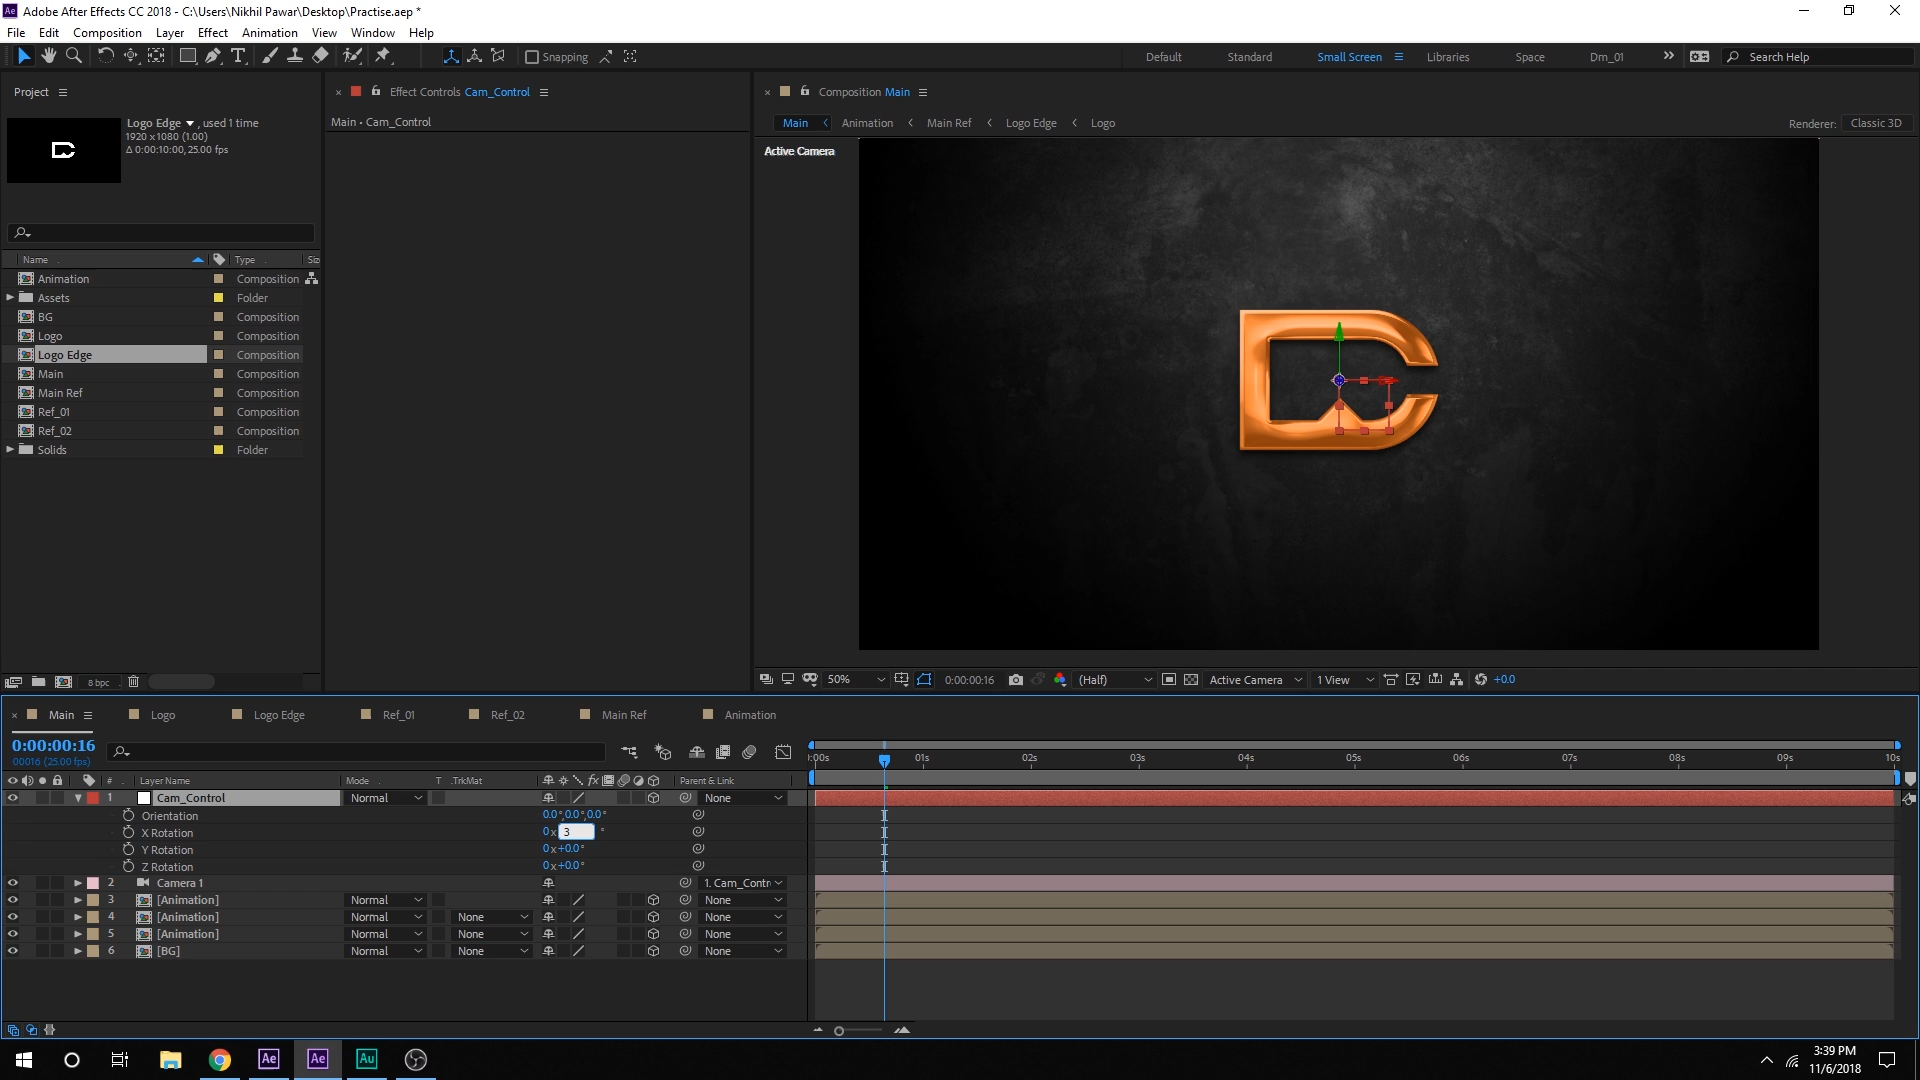 Adobe After Effects CC 2018 - C:\Users\Nikhil Pawar\Desktop\Practise.aep *
File Edit Composition Layer Effect Animation View Window Help
Snapping Default Standard Small Screen Libraries Space Dm_01 Search Help
Project
Logo Edge, used 1 time
1920 x1080 (1.00)
Δ 0:00:10:00, 25.00 fps
Name Type Siz
Animation Composition
Assets Folder
BG Composition
Logo Composition
Logo Edge Composition
Main Composition
Main Ref Composition
Ref_01 Composition
Ref_02 Composition
Solids Folder
8 bpc
Effect Controls Cam_Control
Main • Cam_Control
Composition Main
Main Animation Main Ref Logo Edge Logo
Renderer: Classic 3D
Active Camera
50% 0:00:00:16 (Half) Active Camera 1 View +0.0
Main Logo Logo Edge Ref_01 Ref_02 Main Ref Animation
0:00:00:16
00016 (25.00 fps)
:00s 01s 02s 03s 04s 05s 06s 07s 08s 09s 10s
# Layer Name Mode T .TrkMat Parent & Link
1 Cam_Control Normal None
Orientation 0.0°,0.0°,0.0°
X Rotation 0x 3 °
Y Rotation 0x+0.0°
Z Rotation 0x+0.0°
2 Camera 1 1. Cam_Contr
3 [Animation] Normal None
4 [Animation] Normal None None
5 [Animation] Normal None None
6 [BG] Normal None None
Ae Ae Au
3:39 PM
11/6/2018